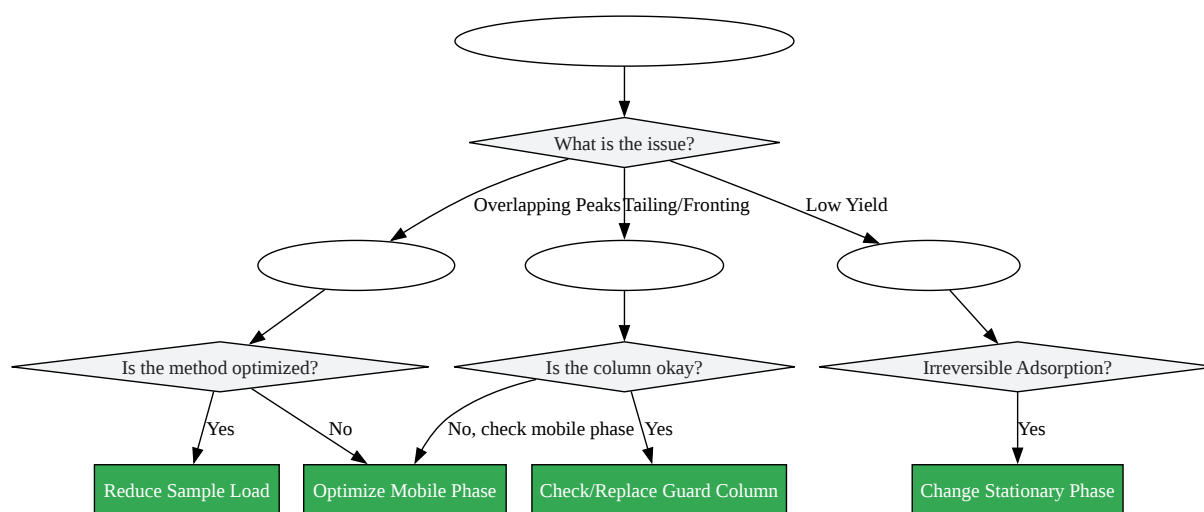 What is the issue?
Overlapping Peaks
Tailing/Fronting
Low Yield
Is the method optimized?
Is the column okay?
Irreversible Adsorption?
Yes
No
No, check mobile phase
Yes
Yes
Reduce Sample Load
Optimize Mobile Phase
Check/Replace Guard Column
Change Stationary Phase